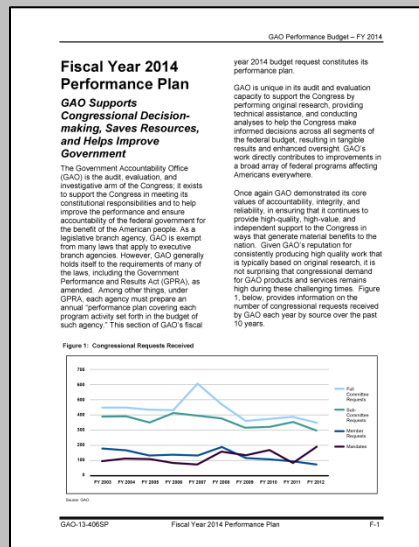 GAO Performance Budget – FY 2014
Fiscal Year 2014
Performance Plan
GAO Supports
Congressional Decision-
making, Saves Resources,
and Helps Improve
Government
The Government Accountability Office
(GAO) is the audit, evaluation, and
investigative arm of the Congress; it exists
to support the Congress in meeting its
constitutional responsibilities and to help
improve the performance and ensure
accountability of the federal government for
the benefit of the American people. As a
legislative branch agency, GAO is exempt
from many laws that apply to executive
branch agencies. However, GAO generally
holds itself to the requirements of many of
the laws, including the Government
Performance and Results Act (GPRA), as
amended. Among other things, under
GPRA, each agency must prepare an
annual "performance plan covering each
program activity set forth in the budget of
such agency." This section of GAO's fiscal
year 2014 budget request constitutes its
performance plan.
GAO is unique in its audit and evaluation
capacity to support the Congress by
performing original research, providing
technical assistance, and conducting
analyses to help the Congress make
informed decisions across all segments of
the federal budget, resulting in tangible
results and enhanced oversight. GAO's
work directly contributes to improvements in
a broad array of federal programs affecting
Americans everywhere.
Once again GAO demonstrated its core
values of accountability, integrity, and
reliability, in ensuring that it continues to
provide high-quality, high-value, and
independent support to the Congress in
ways that generate material benefits to the
nation. Given GAO's reputation for
consistently producing high quality work that
is typically based on original research, it is
not surprising that congressional demand
for GAO products and services remains
high during these challenging times. Figure
1, below, provides information on the
number of congressional requests received
by GAO each year by source over the past
10 years.
Figure 1: Congressional Requests Received
700
600
500
400
300
200
100
0
FY 2003 FY 2004 FY 2005 FY 2006 FY 2007 FY 2008 FY 2009 FY 2010 FY 2011 FY 2012
Full
Committee
Requests
Sub-
Committee
Requests
Member
Requests
Mandates
Source: GAO
GAO-13-406SP Fiscal Year 2014 Performance Plan F-1